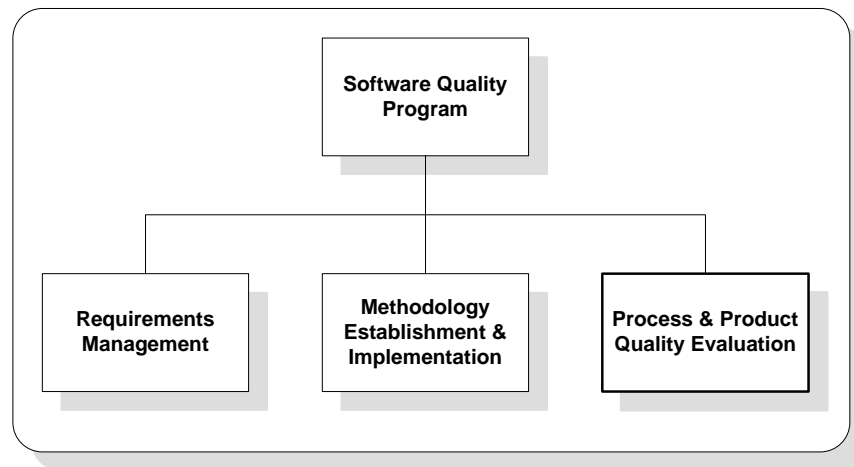 Software Quality
Program
Requirements
Management
Methodology
Establishment &
Implementation
Process & Product
Quality Evaluation